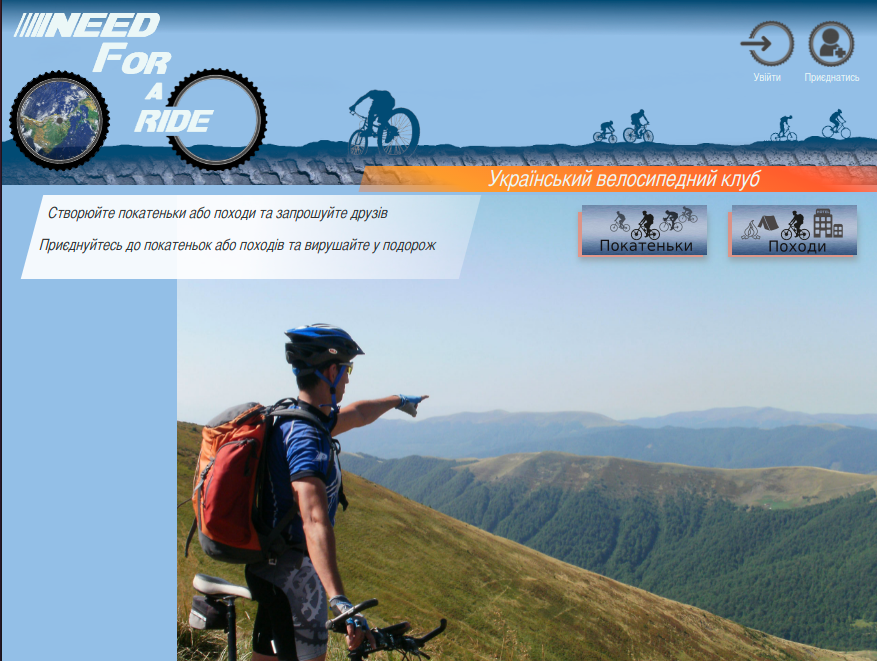 NEED
FOR
A
RIDE
Увійти
Приєднатись
Український велосипедний клуб
Створюйте покатеньки або походи та запрошуйте друзів
Приєднуйтесь до покатеньок або походів та вирушайте у подорож
Покатеньки
Походи